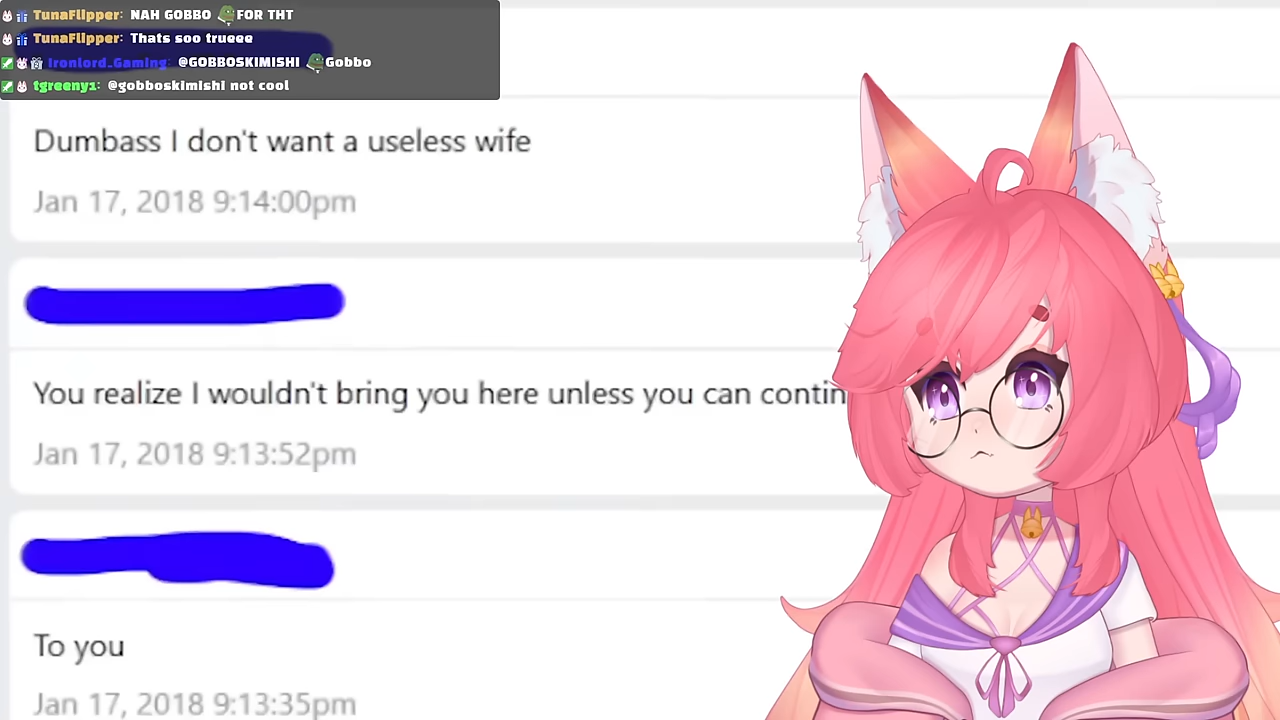 TunaFlipper: NAH GOBBO FOR THT
TunaFlipper: Thats soo trueee
Ironlord_Gaming: @GOBBOSKIMISHI Gobbo
tgreeny1: @gobboskimishi not cool
Dumbass I don't want a useless wife
Jan 17, 2018 9:14:00pm
You realize I wouldn't bring you here unless you can contin
Jan 17, 2018 9:13:52pm
To you
Jan 17, 2018 9:13:35pm